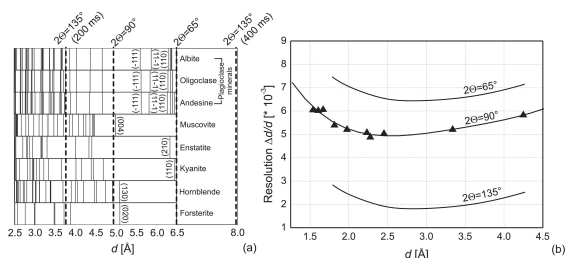 2Θ=135°
(200 ms)
2Θ=90°
2Θ=65°
2Θ=135°
(400 ms)
(-111)
(11-1)
(110)
Albite
(-111)
(11-1)
(110)
Oligoclase
(-111)
(11-1)
(110)
Andesine
Plagioclase
minerals
(004)
Muscovite
(210)
Enstatite
(110)
Kyanite
(130)
Hornblende
(020)
Forsterite
2.5 3.0 3.5 4.0 4.5 5.0 5.5 6.0 6.5 8.0
d [Å]
(a)
Resolution Δd/d [* 10⁻³]
9
8
7
6
5
4
3
2
1
2Θ=65°
2Θ=90°
2Θ=135°
1.5 2.0 2.5 3.0 3.5 4.0 4.5
d [Å]
(b)